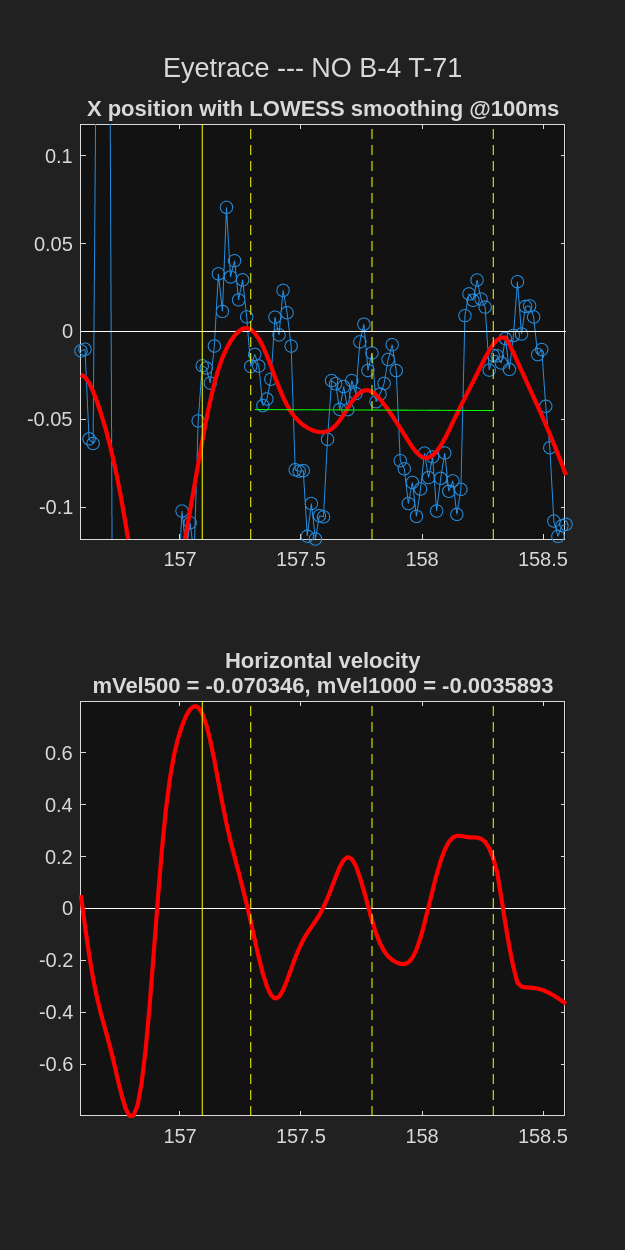 Eyetrace --- NO B-4 T-71
X position with LOWESS smoothing @100ms
0.1
0.05
0
-0.05
-0.1
157 157.5 158 158.5
Horizontal velocity
mVel500 = -0.070346, mVel1000 = -0.0035893
0.6
0.4
0.2
0
-0.2
-0.4
-0.6
157 157.5 158 158.5